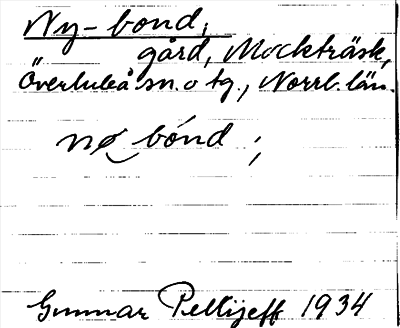 Ny-bond,
gård, Mockträsk,
Överluleå sn. o tg., Norrb. län.
nø bónd ;
Gunnar Pellijeff 1934